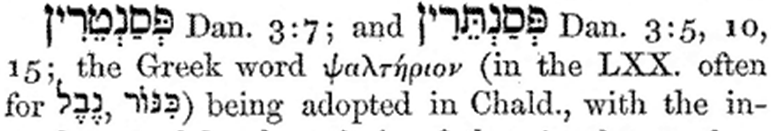 פְּסַנְטֵרִין Dan. 3:7; and פְּסַנְתֵּרִין Dan. 3:5, 10,
15; the Greek word ψαλτήριον (in the LXX. often
for כִּנּוֹר, נֶבֶל) being adopted in Chald., with the in-